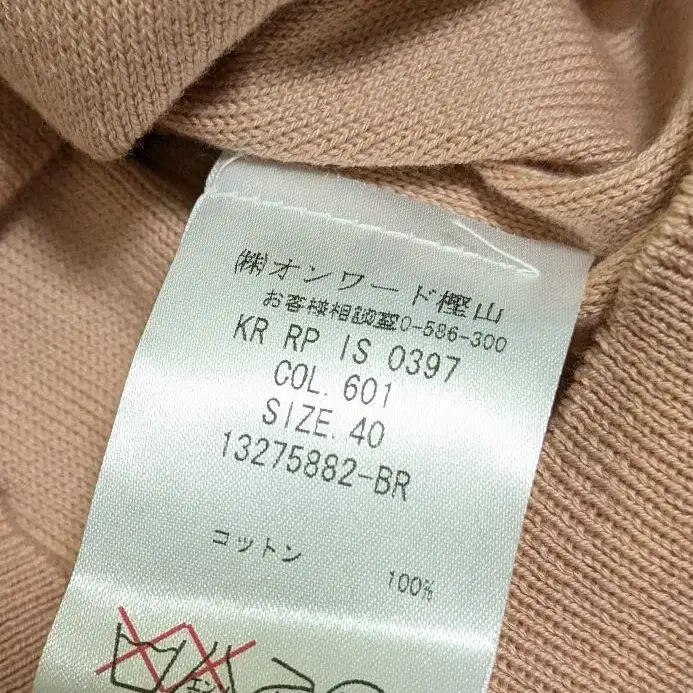 ㈱オンワード樫山
お客様相談室0-586-300
KR RP IS 0397
COL. 601
SIZE. 40
13275882-BR
コットン 100%